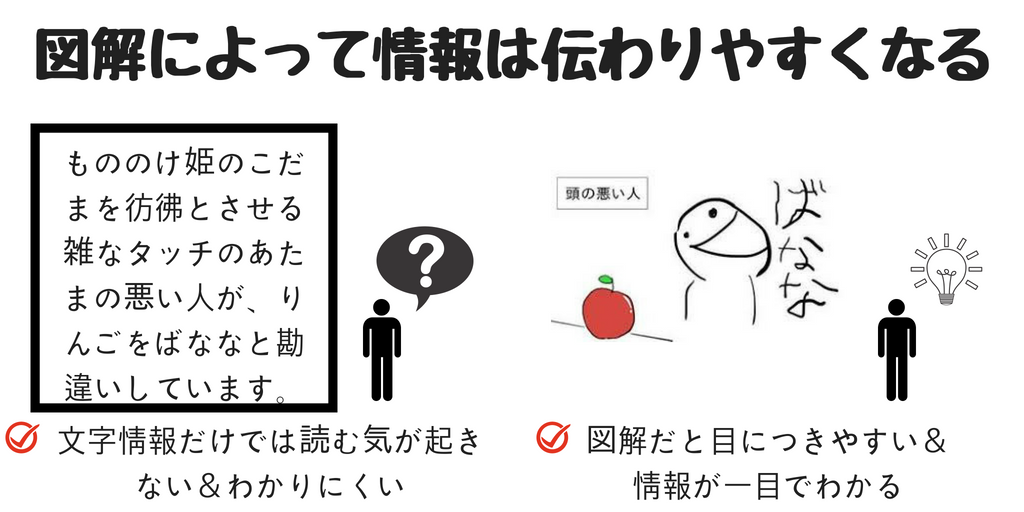 図解によって情報は伝わりやすくなる
もののけ姫のこだ
まを彷彿とさせる
雑なタッチのあた
まの悪い人が、り
んごをばななと勘
違いしています。
?
頭の悪い人
ばなな
文字情報だけでは読む気が起き
ない&わかりにくい
図解だと目につきやすい&
情報が一目でわかる